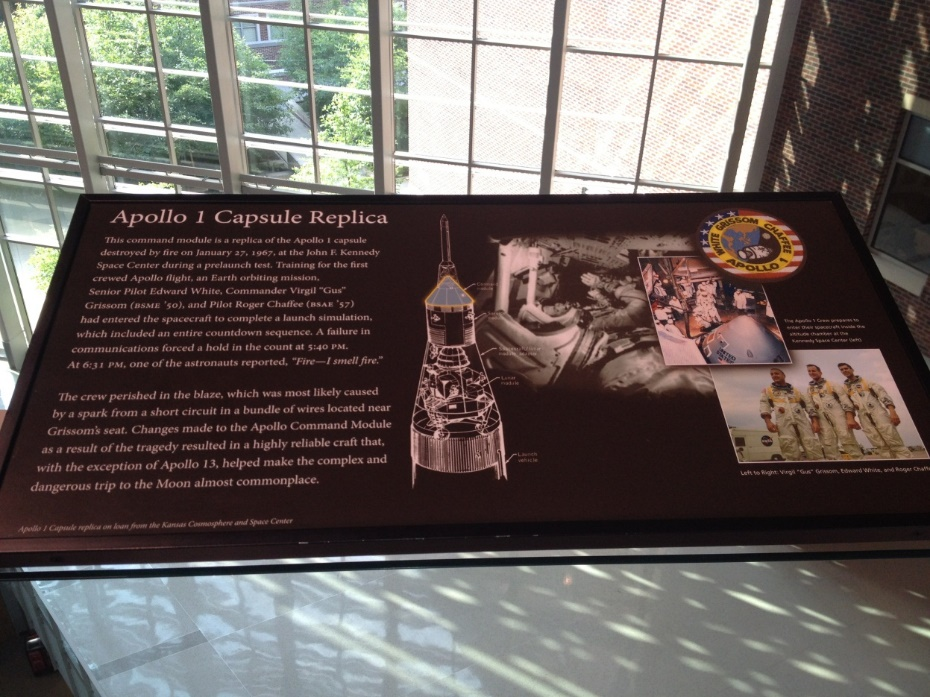 Apollo 1 Capsule Replica
This command module is a replica of the Apollo 1 capsule
destroyed by fire on January 27, 1967, at the John F. Kennedy
Space Center during a prelaunch test. Training for the first
crewed Apollo flight, an Earth orbiting mission,
Senior Pilot Edward White, Commander Virgil "Gus"
Grissom (BSME '50), and Pilot Roger Chaffee (BSAE '57)
had entered the spacecraft to complete a launch simulation,
which included an entire countdown sequence. A failure in
communications forced a hold in the count at 5:40 PM.
At 6:31 PM, one of the astronauts reported, "Fire—I smell fire."
The crew perished in the blaze, which was most likely caused
by a spark from a short circuit in a bundle of wires located near
Grissom's seat. Changes made to the Apollo Command Module
as a result of the tragedy resulted in a highly reliable craft that,
with the exception of Apollo 13, helped make the complex and
dangerous trip to the Moon almost commonplace.
Apollo 1 Capsule replica on loan from the Kansas Cosmosphere and Space Center
Lunar
module
Launch
vehicle
WHITE GRISSOM CHAFFEE
APOLLO 1
The Apollo 1 Crew prepares to
enter their spacecraft inside the
altitude chamber at the
Kennedy Space Center (left)
Left to Right: Virgil "Gus" Grissom, Edward White, and Roger Chaffe